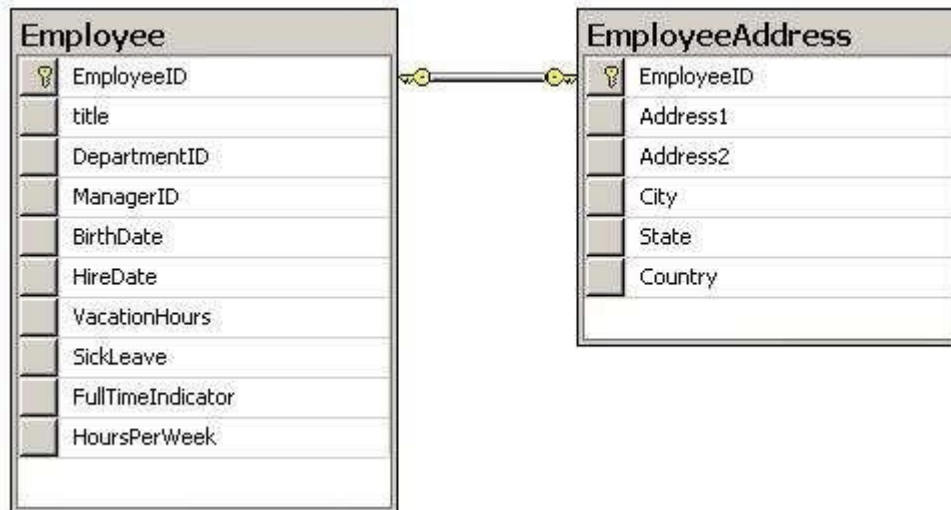 Employee
EmployeeID
title
DepartmentID
ManagerID
BirthDate
HireDate
VacationHours
SickLeave
FullTimeIndicator
HoursPerWeek
EmployeeAddress
EmployeeID
Address1
Address2
City
State
Country